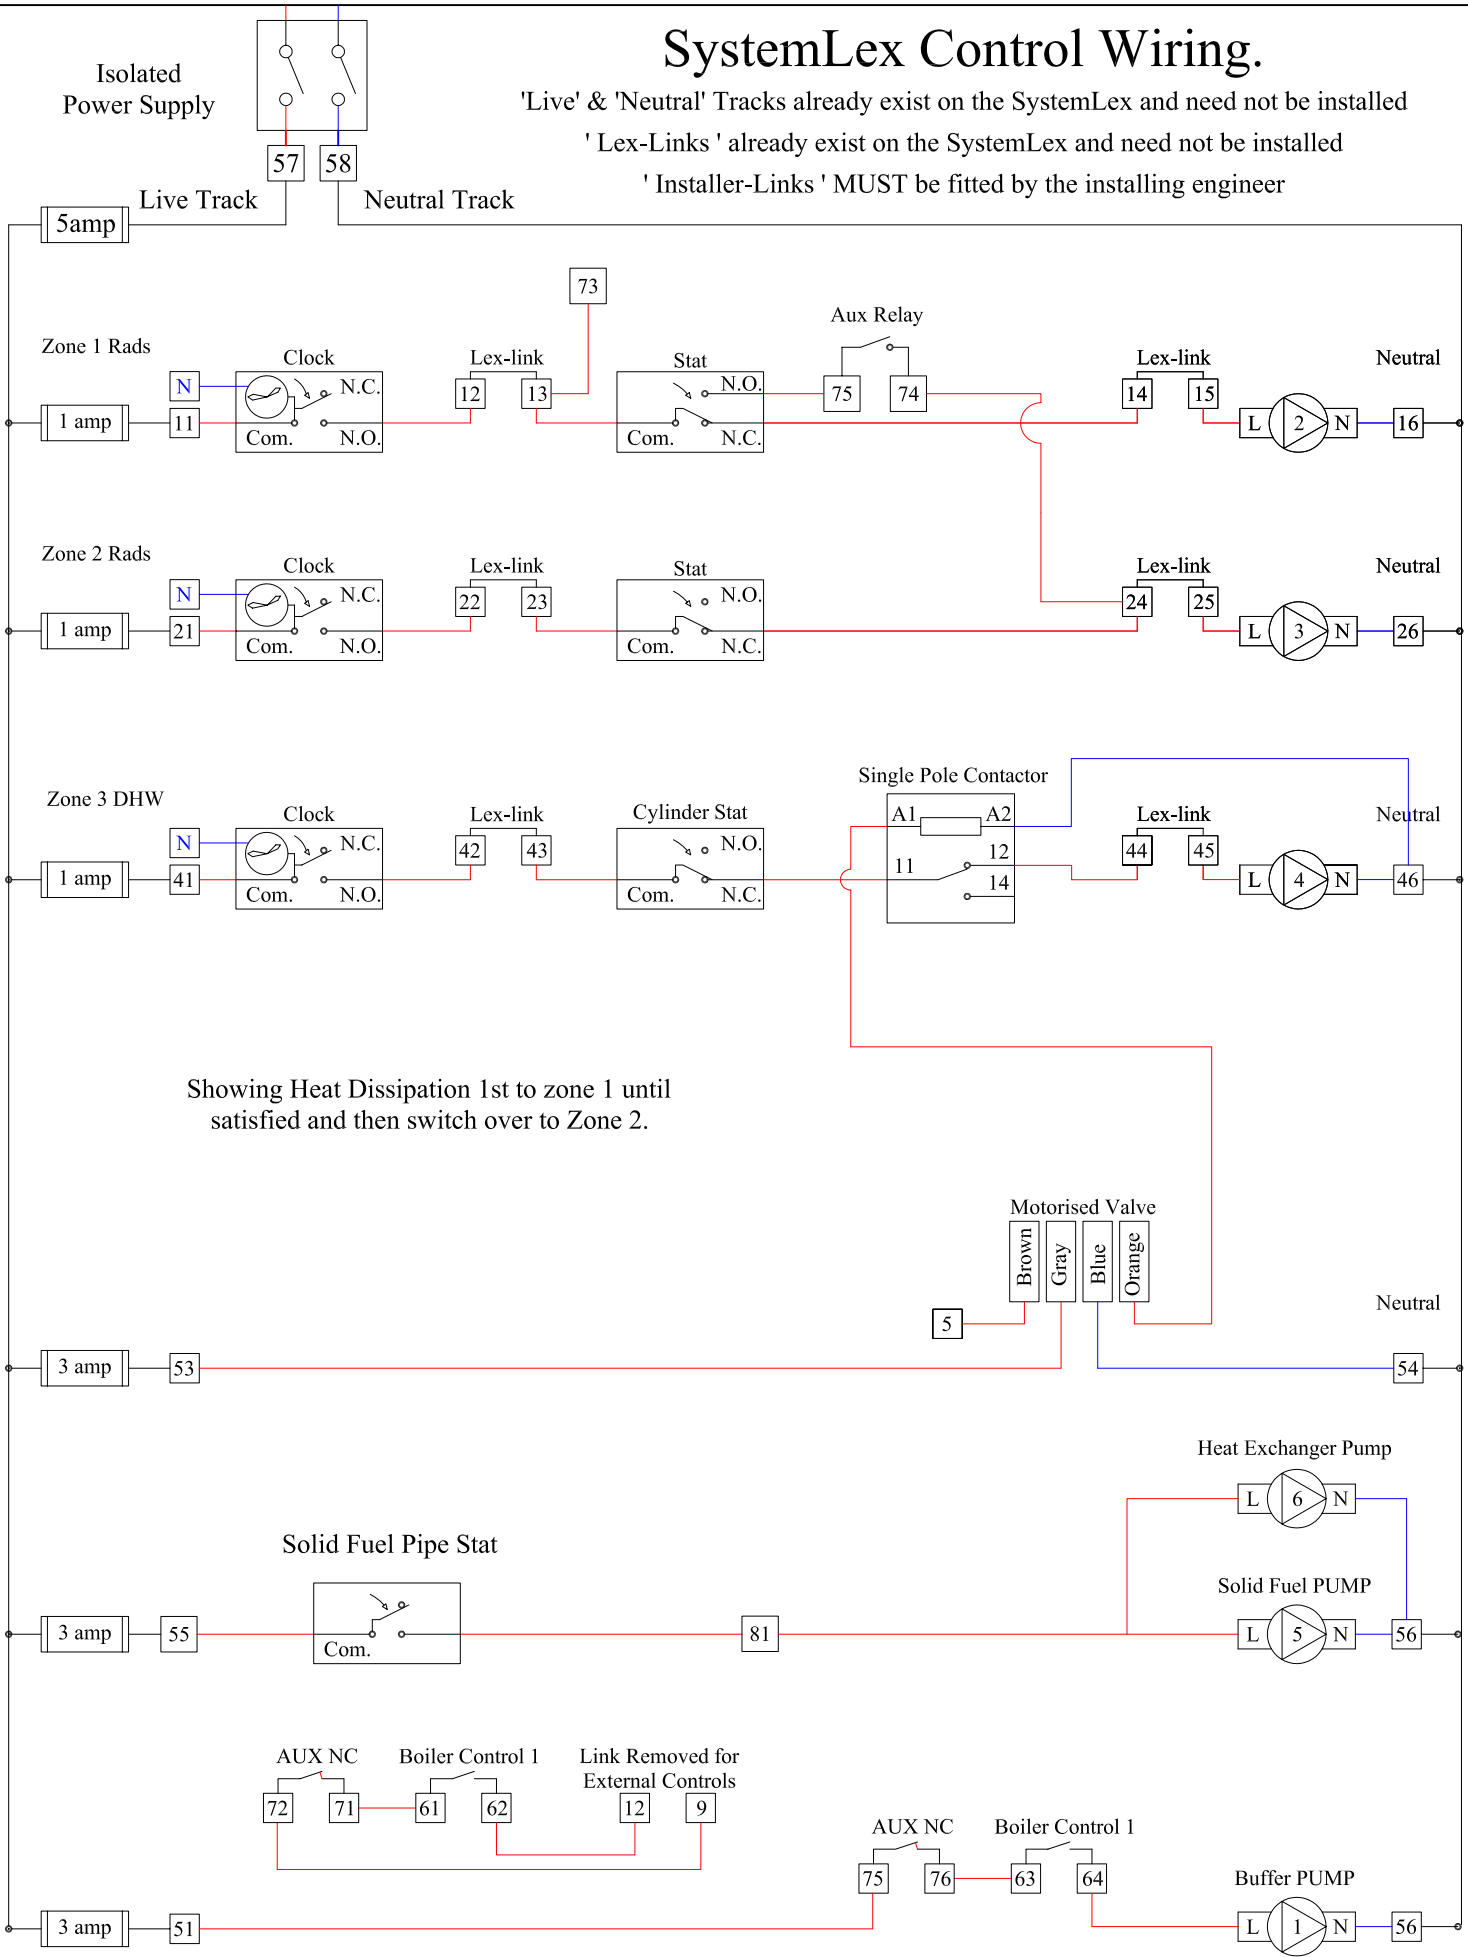 SystemLex Control Wiring.
'Live' & 'Neutral' Tracks already exist on the SystemLex and need not be installed
' Lex-Links ' already exist on the SystemLex and need not be installed
' Installer-Links ' MUST be fitted by the installing engineer
Isolated
Power Supply
57 58
Live Track Neutral Track
5amp
73
Aux Relay
Zone 1 Rads Clock Lex-link Stat Lex-link Neutral
N N.C. 12 13 N.O. 75 74 14 15
1 amp 11 Com. N.O. Com. N.C. L 2 N 16
Zone 2 Rads Clock Lex-link Stat Lex-link Neutral
N N.C. 22 23 N.O. 24 25
1 amp 21 Com. N.O. Com. N.C. L 3 N 26
Single Pole Contactor
Zone 3 DHW Clock Lex-link Cylinder Stat A1 A2 Lex-link Neutral
N N.C. 42 43 N.O. 11 12 44 45
1 amp 41 Com. N.O. Com. N.C. 14 L 4 N 46
Showing Heat Dissipation 1st to zone 1 until
satisfied and then switch over to Zone 2.
Motorised Valve
Brown Gray Blue Orange
5 Neutral
3 amp 53 54
Heat Exchanger Pump
L 6 N
Solid Fuel Pipe Stat
Solid Fuel PUMP
3 amp 55 Com. 81 L 5 N 56
AUX NC Boiler Control 1 Link Removed for
External Controls
72 71 61 62 12 9
AUX NC Boiler Control 1
75 76 63 64 Buffer PUMP
3 amp 51 L 1 N 56